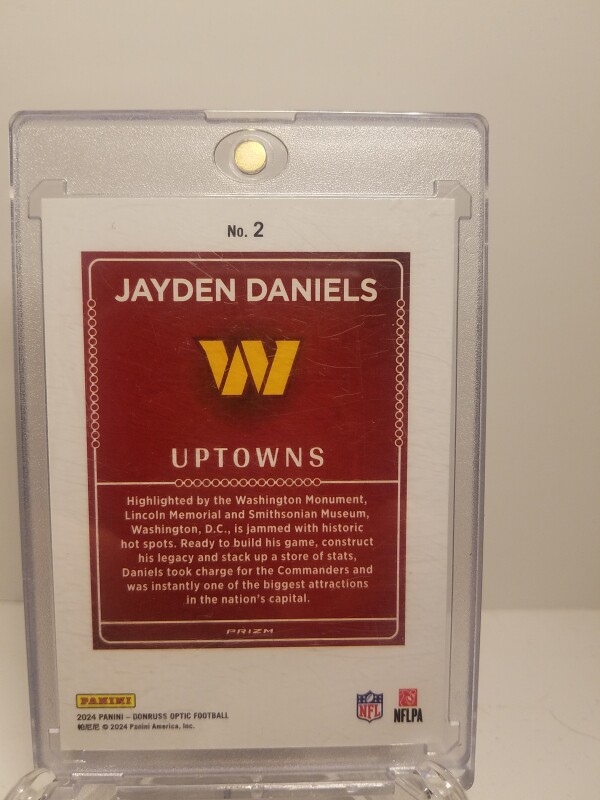 No. 2
JAYDEN DANIELS
W
UPTOWNS
Highlighted by the Washington Monument,
Lincoln Memorial and Smithsonian Museum,
Washington, D.C., is jammed with historic
hot spots. Ready to build his game, construct
his legacy and stack up a store of stats,
Daniels took charge for the Commanders and
was instantly one of the biggest attractions
in the nation's capital.
PRIZM
PANINI
2024 PANINI – DONRUSS OPTIC FOOTBALL
帕尼尼 © 2024 Panini America, Inc.
NFL
NFLPA